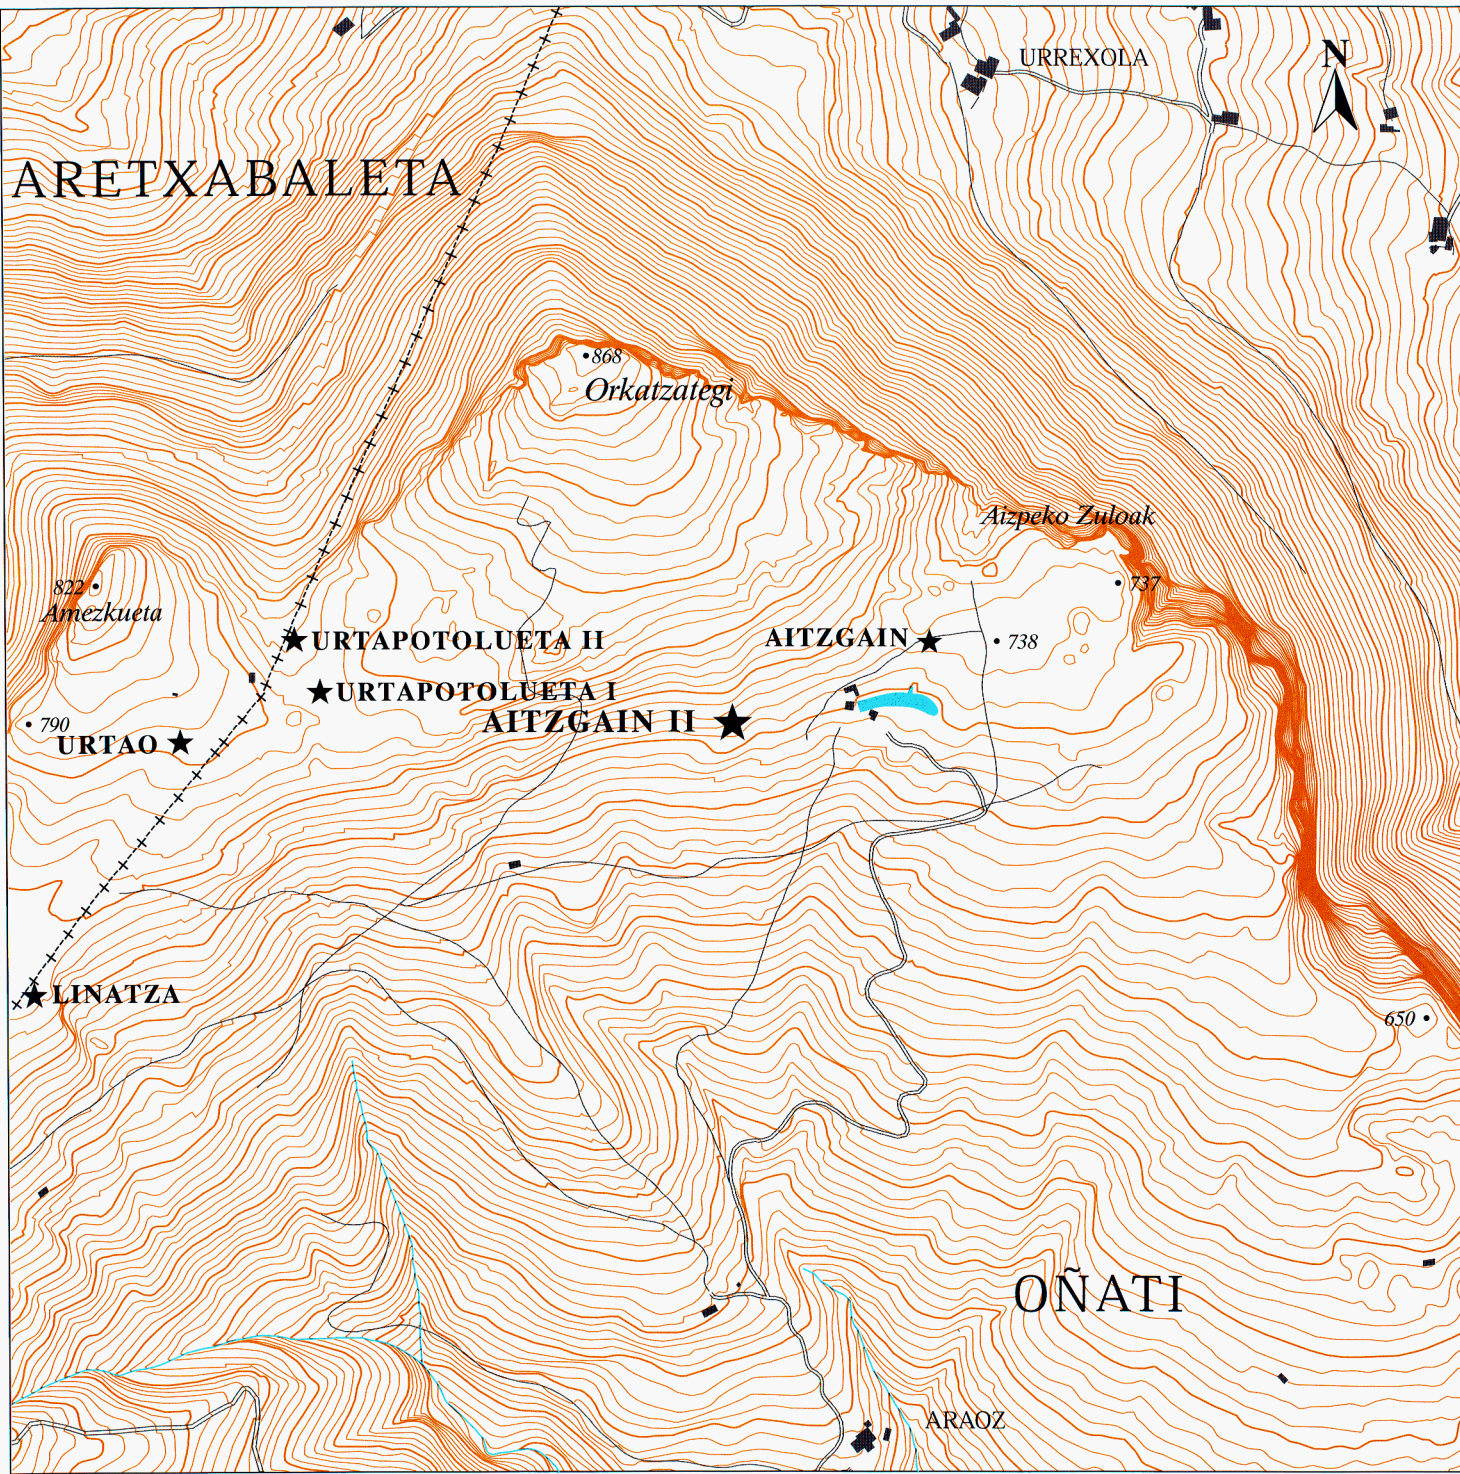 URREXOLA
N
ARETXABALETA
868
Orkatzategi
Aizpeko Zuloak
822
737
Amezkueta
URTAPOTOLUETA II
AITZGAIN
738
URTAPOTOLUETA I
AITZGAIN II
790
URTAO
LINATZA
650
OÑATI
ARAOZ